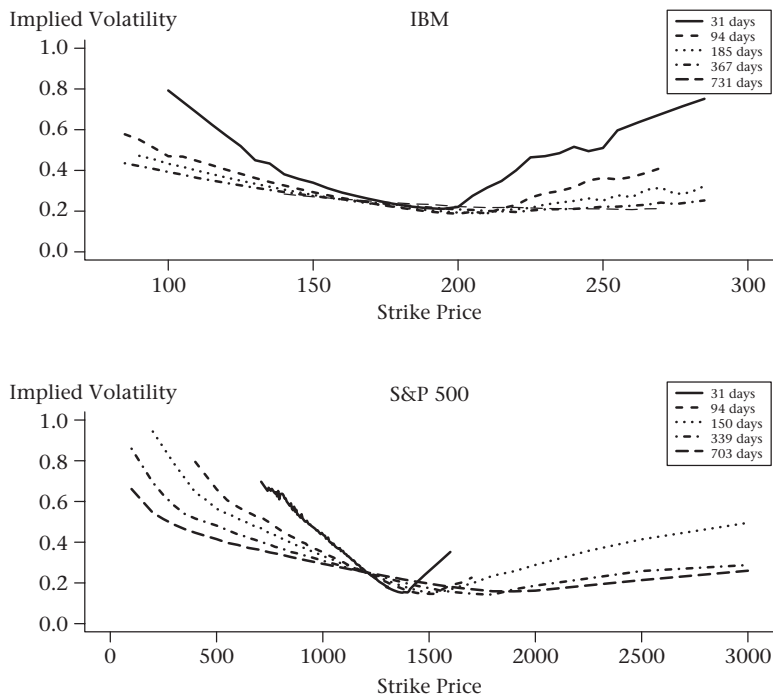 Implied Volatility
IBM
31 days
94 days
185 days
367 days
731 days
1.0
0.8
0.6
0.4
0.2
0.0
100 150 200 250 300
Strike Price
Implied Volatility
S&P 500
31 days
94 days
150 days
339 days
703 days
1.0
0.8
0.6
0.4
0.2
0.0
0 500 1000 1500 2000 2500 3000
Strike Price